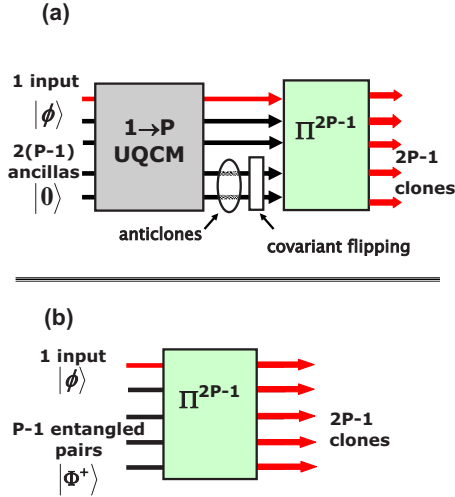 (a)
1 input
|ϕ⟩
2(P-1)
ancillas
|0⟩
1→P
UQCM
anticlones
covariant flipping
Π^{2P-1}
2P-1
clones
(b)
1 input
|ϕ⟩
P-1 entangled
pairs
|Φ⁺⟩
Π^{2P-1}
2P-1
clones